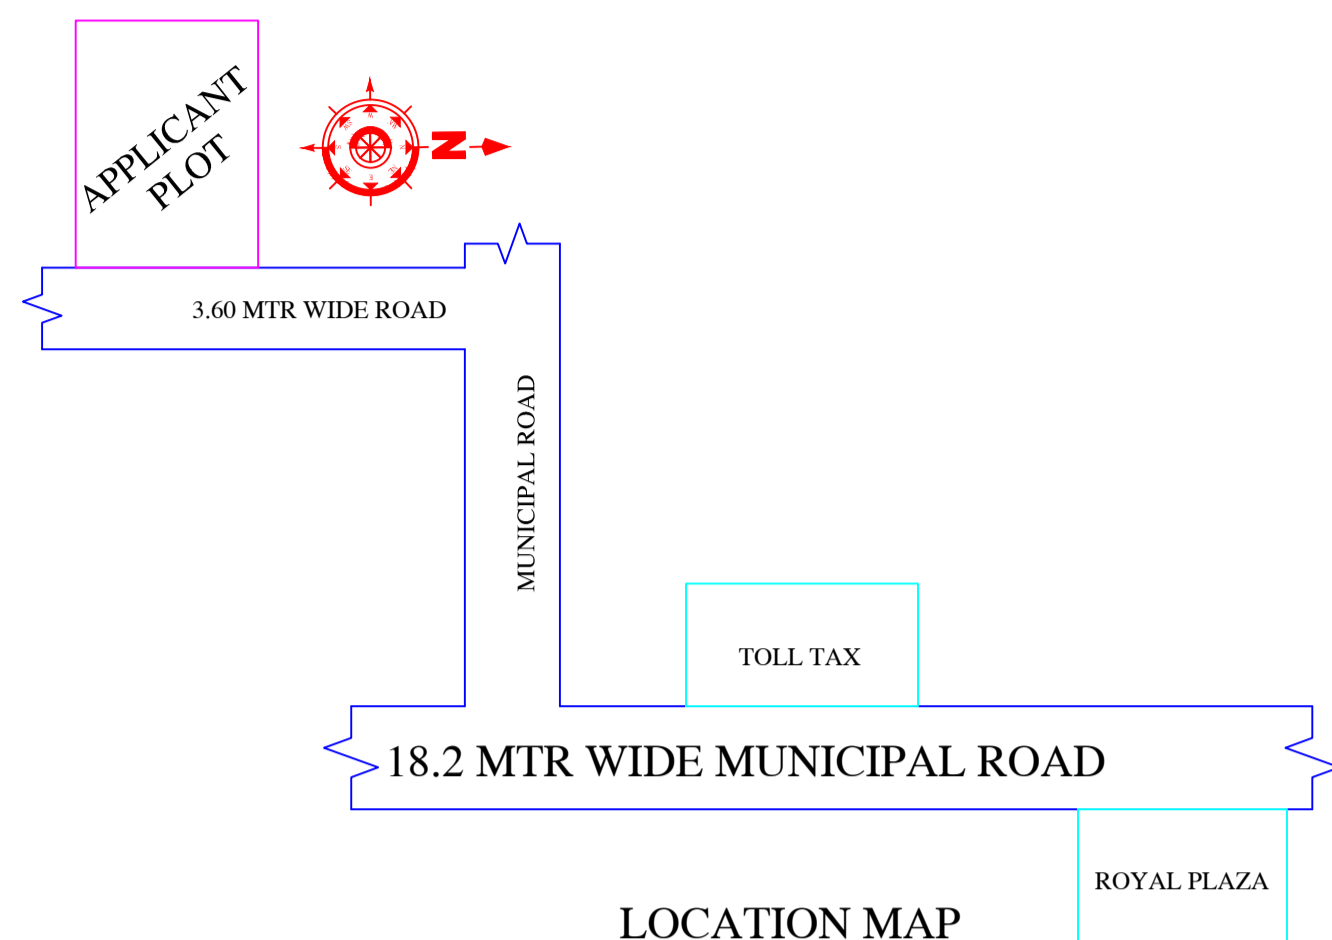 APPLICANT
PLOT
N
3.60 MTR WIDE ROAD
MUNICIPAL ROAD
TOLL TAX
18.2 MTR WIDE MUNICIPAL ROAD
ROYAL PLAZA
LOCATION MAP